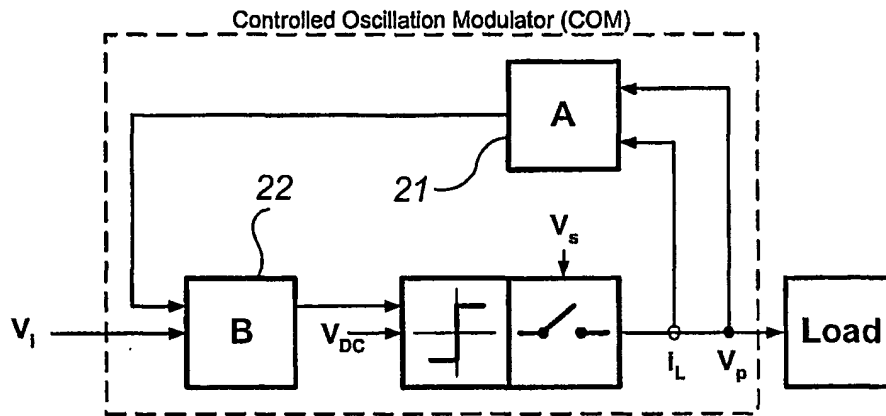 Controlled Oscillation Modulator (COM)
A
21
22
V_s
V_i
B
V_DC
Load
i_L
V_p